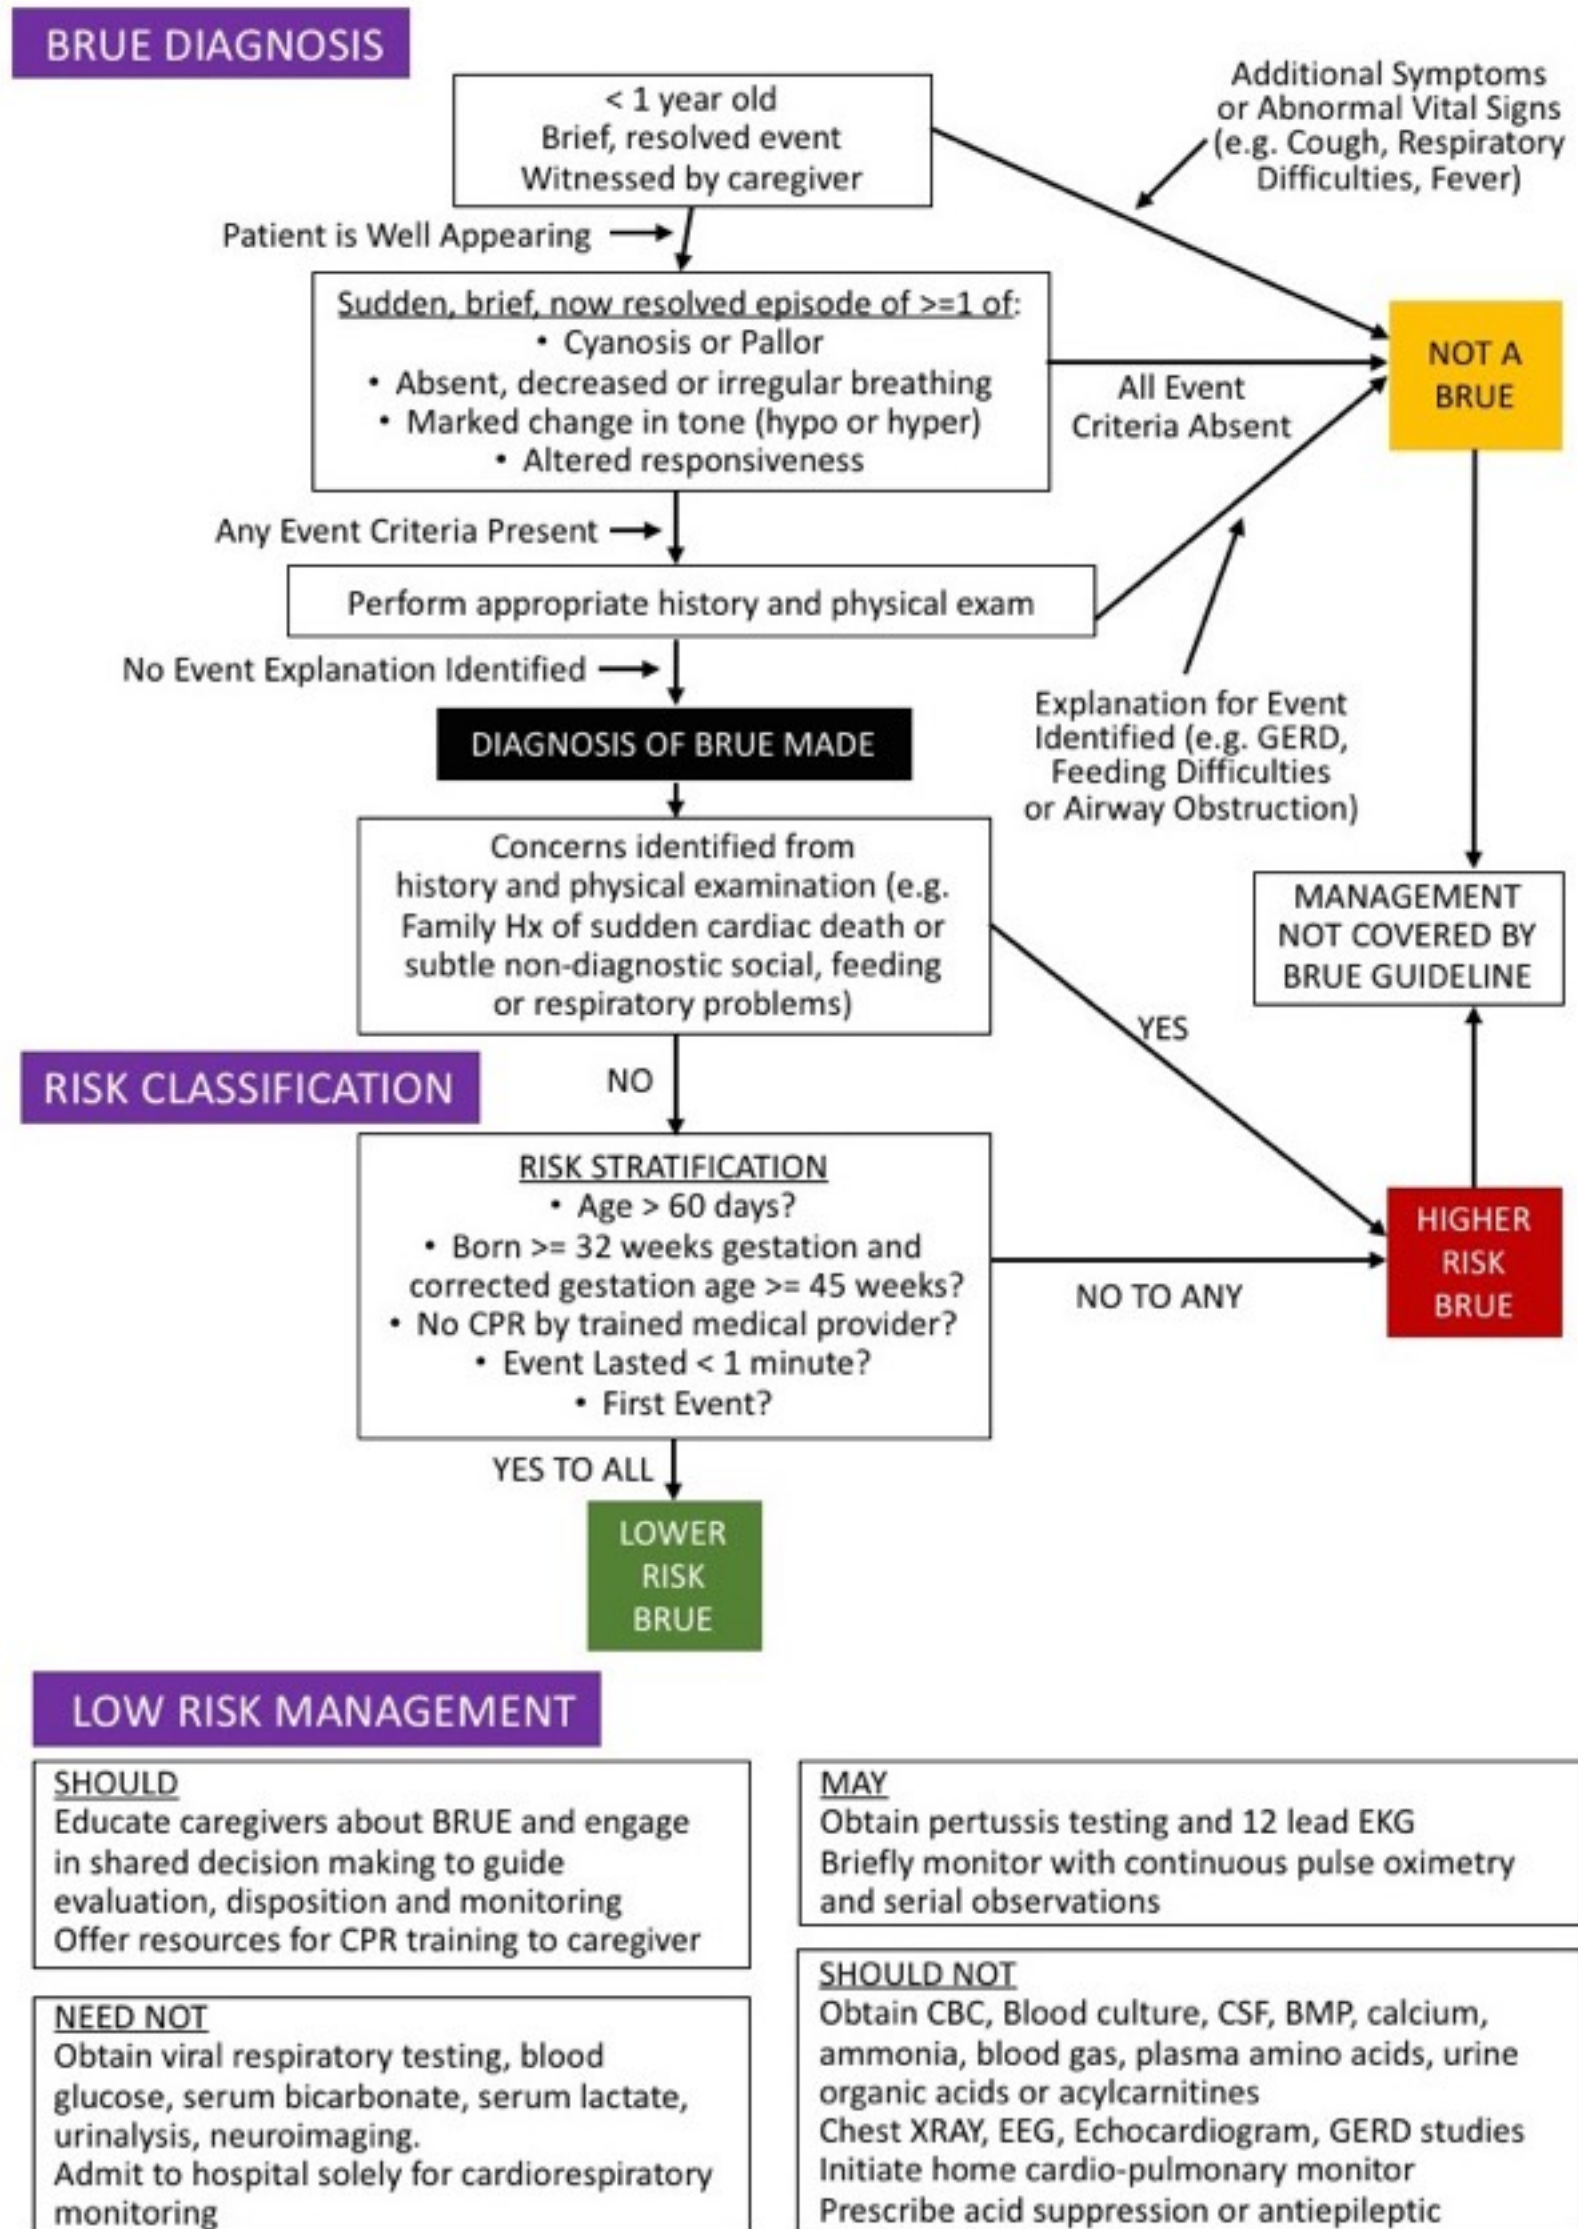 BRUE DIAGNOSIS
< 1 year old
Brief, resolved event
Witnessed by caregiver
Additional Symptoms
or Abnormal Vital Signs
(e.g. Cough, Respiratory
Difficulties, Fever)
Patient is Well Appearing
Sudden, brief, now resolved episode of >=1 of:
• Cyanosis or Pallor
• Absent, decreased or irregular breathing
• Marked change in tone (hypo or hyper)
• Altered responsiveness
All Event
Criteria Absent
NOT A
BRUE
Any Event Criteria Present
Perform appropriate history and physical exam
No Event Explanation Identified
Explanation for Event
Identified (e.g. GERD,
Feeding Difficulties
or Airway Obstruction)
DIAGNOSIS OF BRUE MADE
Concerns identified from
history and physical examination (e.g.
Family Hx of sudden cardiac death or
subtle non-diagnostic social, feeding
or respiratory problems)
MANAGEMENT
NOT COVERED BY
BRUE GUIDELINE
YES
RISK CLASSIFICATION
NO
RISK STRATIFICATION
• Age > 60 days?
• Born >= 32 weeks gestation and
corrected gestation age >= 45 weeks?
• No CPR by trained medical provider?
• Event Lasted < 1 minute?
• First Event?
NO TO ANY
HIGHER
RISK
BRUE
YES TO ALL
LOWER
RISK
BRUE
LOW RISK MANAGEMENT
SHOULD
Educate caregivers about BRUE and engage
in shared decision making to guide
evaluation, disposition and monitoring
Offer resources for CPR training to caregiver
NEED NOT
Obtain viral respiratory testing, blood
glucose, serum bicarbonate, serum lactate,
urinalysis, neuroimaging.
Admit to hospital solely for cardiorespiratory
monitoring
MAY
Obtain pertussis testing and 12 lead EKG
Briefly monitor with continuous pulse oximetry
and serial observations
SHOULD NOT
Obtain CBC, Blood culture, CSF, BMP, calcium,
ammonia, blood gas, plasma amino acids, urine
organic acids or acylcarnitines
Chest XRAY, EEG, Echocardiogram, GERD studies
Initiate home cardio-pulmonary monitor
Prescribe acid suppression or antiepileptic